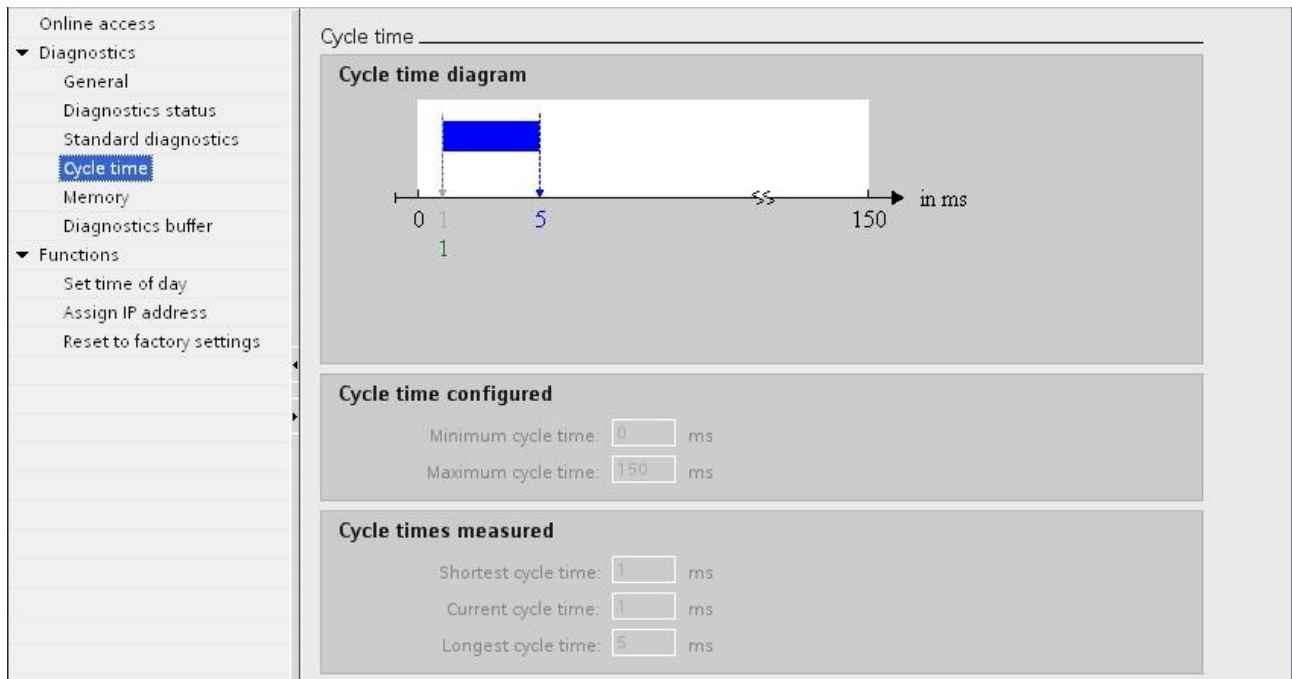 Online access
Diagnostics
General
Diagnostics status
Standard diagnostics
Cycle time
Memory
Diagnostics buffer
Functions
Set time of day
Assign IP address
Reset to factory settings
Cycle time
Cycle time diagram
0 1 5 150 in ms
1
Cycle time configured
Minimum cycle time: 0 ms
Maximum cycle time: 150 ms
Cycle times measured
Shortest cycle time: 1 ms
Current cycle time: 1 ms
Longest cycle time: 5 ms